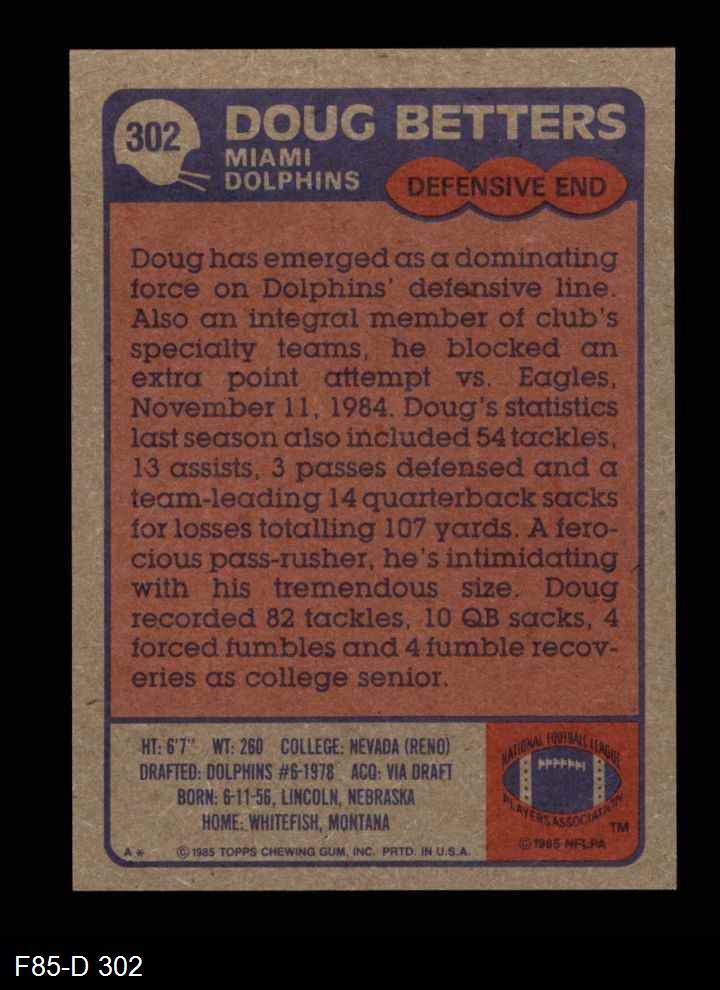 302
DOUG BETTERS
MIAMI
DOLPHINS
DEFENSIVE END
Doug has emerged as a dominating
force on Dolphins' defensive line.
Also an integral member of club's
specialty teams, he blocked an
extra point attempt vs. Eagles,
November 11, 1984. Doug's statistics
last season also included 54 tackles,
13 assists, 3 passes defensed and a
team-leading 14 quarterback sacks
for losses totalling 107 yards. A fero-
cious pass-rusher, he's intimidating
with his tremendous size. Doug
recorded 82 tackles, 10 QB sacks, 4
forced fumbles and 4 fumble recov-
eries as college senior.
HT: 6'7" WT: 260 COLLEGE: NEVADA (RENO)
DRAFTED: DOLPHINS #6-1978 ACQ: VIA DRAFT
BORN: 6-11-56, LINCOLN, NEBRASKA
HOME: WHITEFISH, MONTANA
A* © 1985 TOPPS CHEWING GUM, INC. PRTD. IN U.S.A.
NATIONAL FOOTBALL LEAGUE
PLAYERS ASSOCIATION
TM
© 1985 NFLPA
F85-D 302